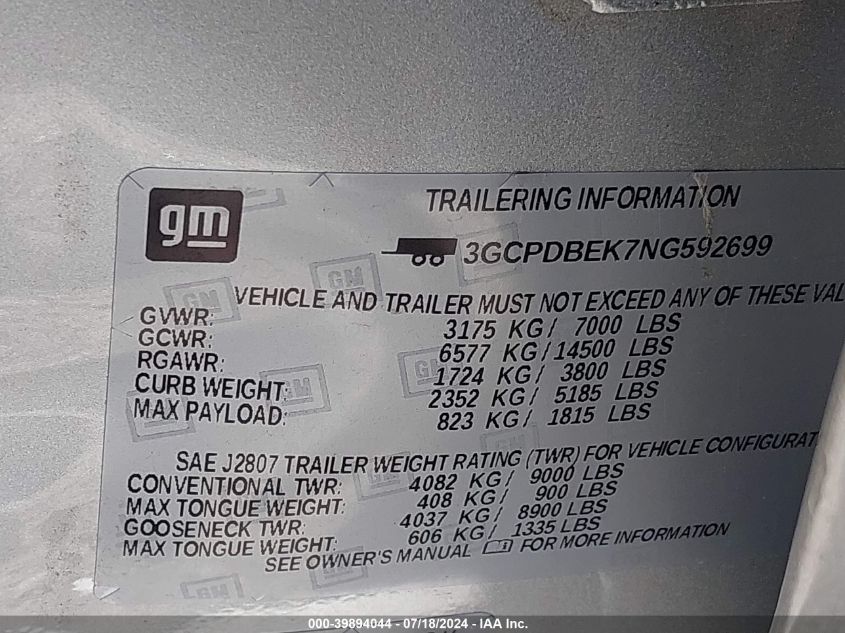 gm
TRAILERING INFORMATION
3GCPDBEK7NG592699
VEHICLE AND TRAILER MUST NOT EXCEED ANY OF THESE VAL
GVWR: 3175 KG/ 7000 LBS
GCWR: 6577 KG/14500 LBS
RGAWR: 1724 KG/ 3800 LBS
CURB WEIGHT: 2352 KG/ 5185 LBS
MAX PAYLOAD: 823 KG/ 1815 LBS
SAE J2807 TRAILER WEIGHT RATING (TWR) FOR VEHICLE CONFIGURAT
CONVENTIONAL TWR: 4082 KG/ 9000 LBS
MAX TONGUE WEIGHT: 408 KG/ 900 LBS
GOOSENECK TWR: 4037 KG/ 8900 LBS
MAX TONGUE WEIGHT: 606 KG/ 1335 LBS
SEE OWNER'S MANUAL FOR MORE INFORMATION
000-39894044 - 07/18/2024 - IAA Inc.